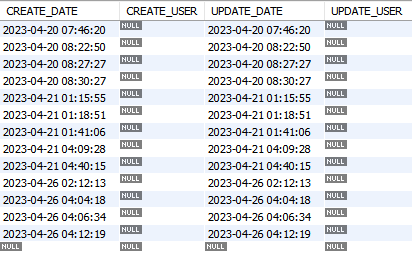 CREATE_DATE CREATE_USER UPDATE_DATE UPDATE_USER
2023-04-20 07:46:20 NULL 2023-04-20 07:46:20 NULL
2023-04-20 08:22:50 NULL 2023-04-20 08:22:50 NULL
2023-04-20 08:27:27 NULL 2023-04-20 08:27:27 NULL
2023-04-20 08:30:27 NULL 2023-04-20 08:30:27 NULL
2023-04-21 01:15:55 NULL 2023-04-21 01:15:55 NULL
2023-04-21 01:18:51 NULL 2023-04-21 01:18:51 NULL
2023-04-21 01:41:06 NULL 2023-04-21 01:41:06 NULL
2023-04-21 04:09:28 NULL 2023-04-21 04:09:28 NULL
2023-04-21 04:40:15 NULL 2023-04-21 04:40:15 NULL
2023-04-26 02:12:13 NULL 2023-04-26 02:12:13 NULL
2023-04-26 04:04:18 NULL 2023-04-26 04:04:18 NULL
2023-04-26 04:06:34 NULL 2023-04-26 04:06:34 NULL
2023-04-26 04:12:19 NULL 2023-04-26 04:12:19 NULL
NULL NULL NULL NULL